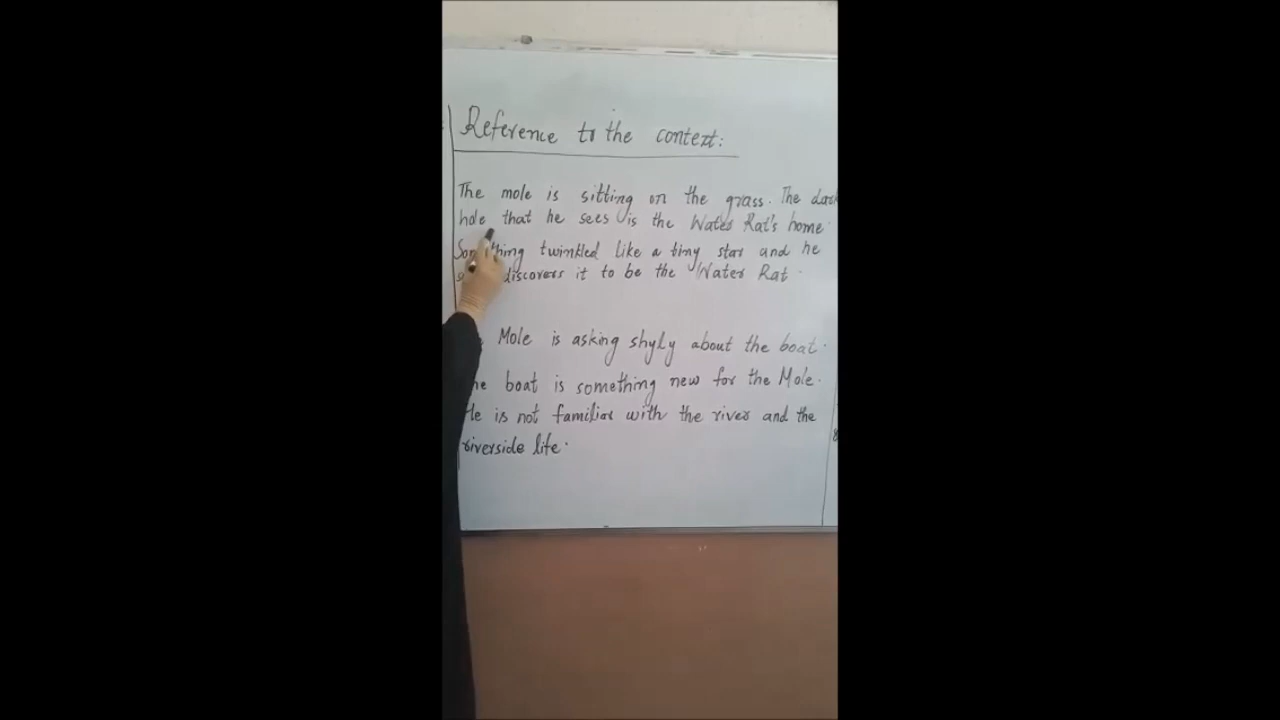 Reference to the context:
The mole is sitting on the grass. The
hole that he sees is the Water Rat's home
Something twinkled like a tiny star and he
discovers it to be the Water Rat.
Mole is asking shyly about the boat.
boat is something new for the Mole.
He is not familiar with the river and the
riverside life.